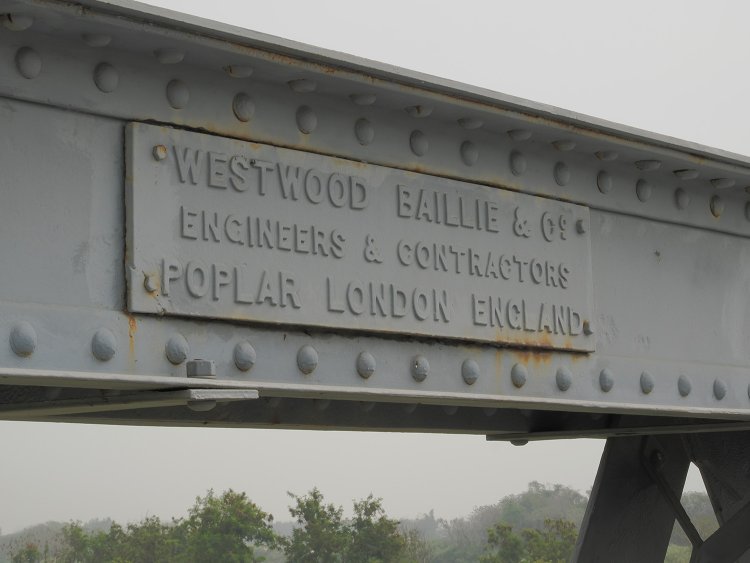 WESTWOOD BAILLIE & Cº
ENGINEERS & CONTRACTORS
POPLAR LONDON ENGLAND